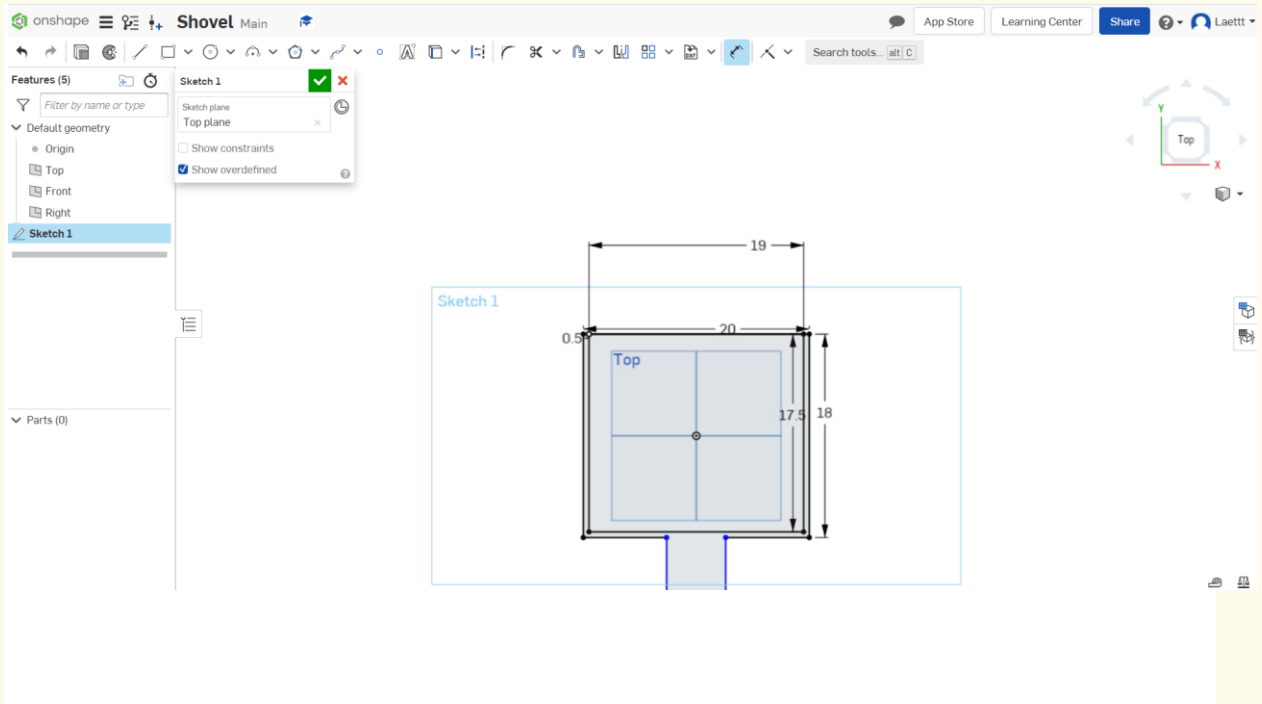 onshape Shovel Main App Store Learning Center Share Laettt
Search tools... alt C
Features (5)
Filter by name or type
Default geometry
Origin
Top
Front
Right
Sketch 1
Parts (0)
Sketch 1
Sketch plane
Top plane
Show constraints
Show overdefined
Y
Top
X
19
Sketch 1
20
0.5
Top
17.5
18